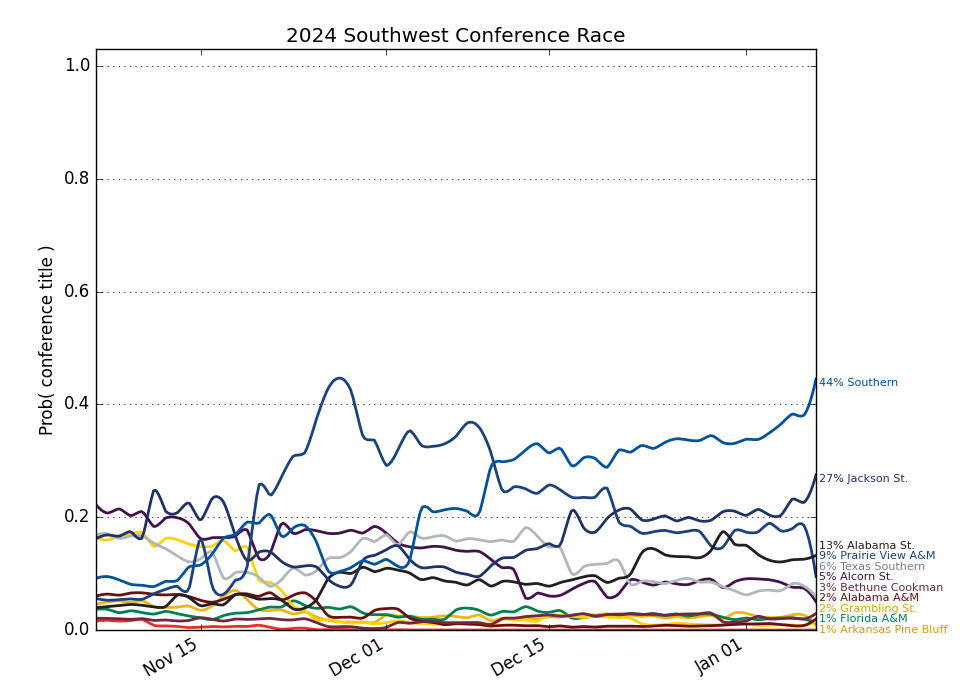 2024 Southwest Conference Race
Prob( conference title )
1.0
0.8
0.6
0.4
0.2
0.0
Nov 15
Dec 01
Dec 15
Jan 01
44% Southern
27% Jackson St.
13% Alabama St.
9% Prairie View A&M
6% Texas Southern
5% Alcorn St.
3% Bethune Cookman
2% Alabama A&M
2% Grambling St.
1% Florida A&M
1% Arkansas Pine Bluff